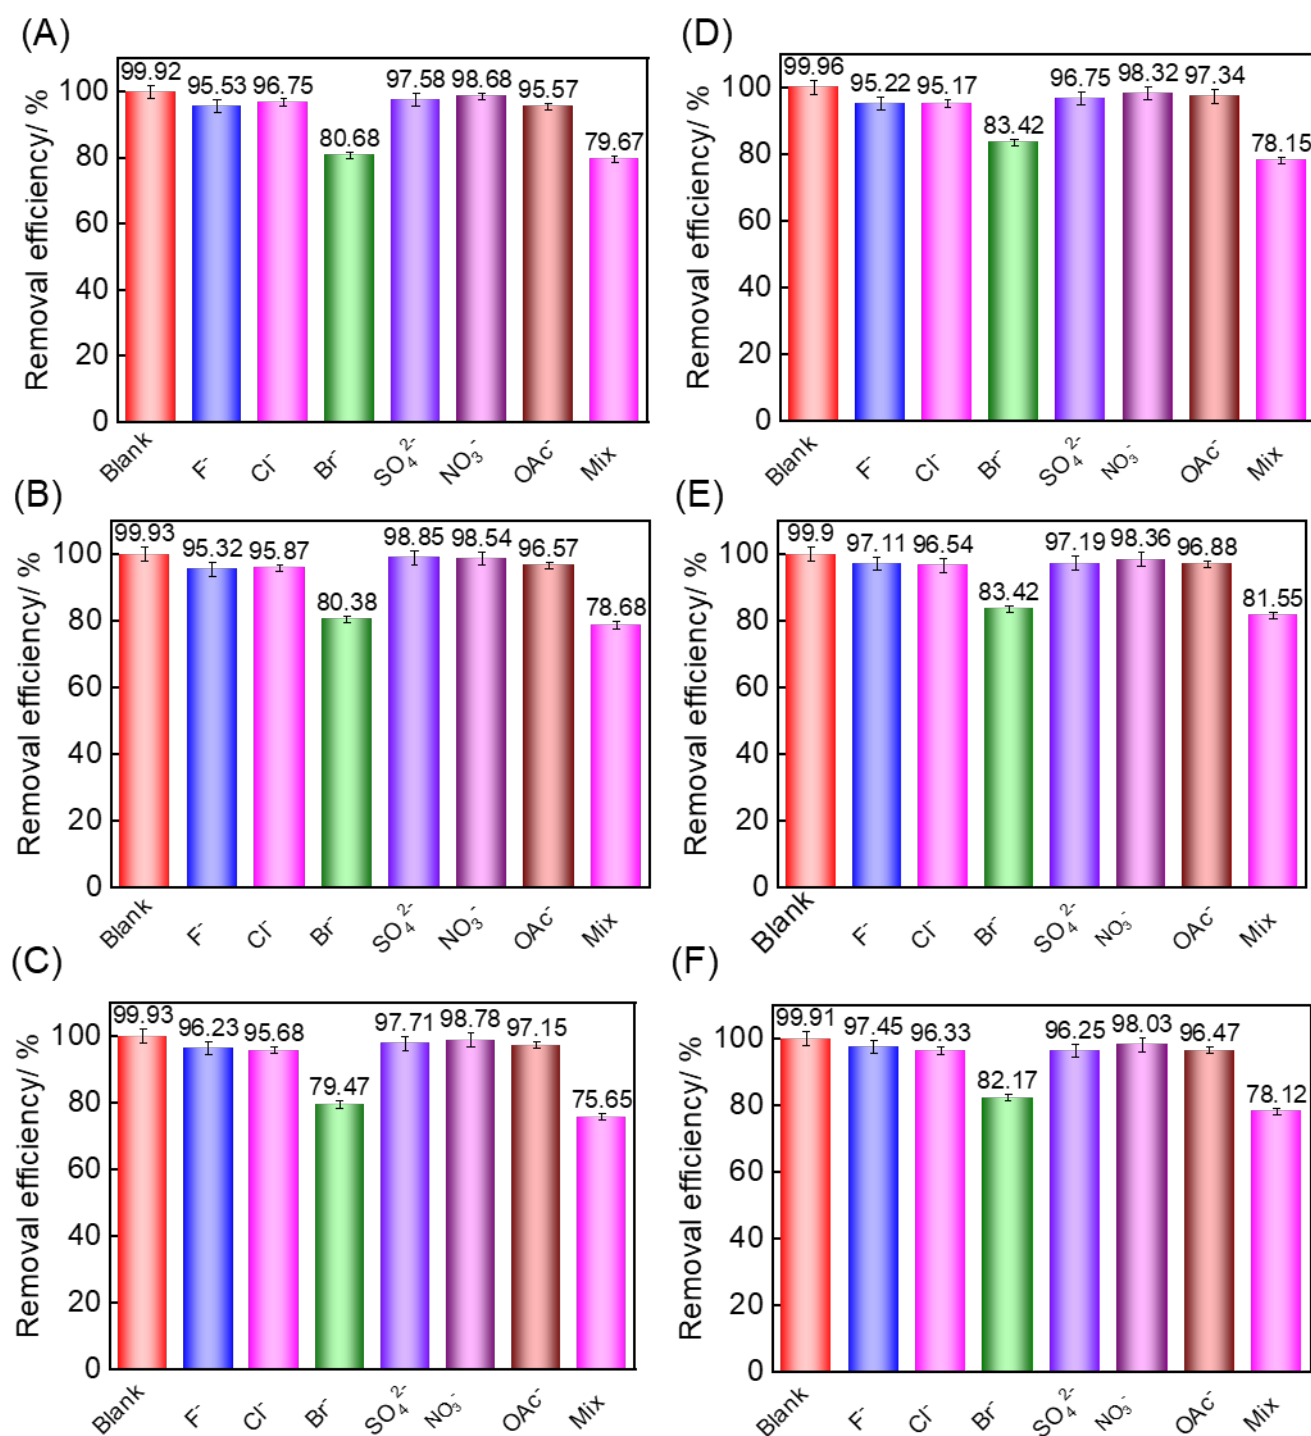 (A)
99.92 95.53 96.75 80.68 97.58 98.68 95.57 79.67
Removal efficiency/ %
100
80
60
40
20
0
Blank F⁻ Cl⁻ Br⁻ SO₄²⁻ NO₃⁻ OAc⁻ Mix
(B)
99.93 95.32 95.87 80.38 98.85 98.54 96.57 78.68
Removal efficiency/ %
100
80
60
40
20
0
Blank F⁻ Cl⁻ Br⁻ SO₄²⁻ NO₃⁻ OAc⁻ Mix
(C)
99.93 96.23 95.68 79.47 97.71 98.78 97.15 75.65
Removal efficiency/ %
100
80
60
40
20
0
Blank F⁻ Cl⁻ Br⁻ SO₄²⁻ NO₃⁻ OAc⁻ Mix
(D)
99.96 95.22 95.17 83.42 96.75 98.32 97.34 78.15
Removal efficiency/ %
100
80
60
40
20
0
Blank F⁻ Cl⁻ Br⁻ SO₄²⁻ NO₃⁻ OAc⁻ Mix
(E)
99.9 97.11 96.54 83.42 97.19 98.36 96.88 81.55
Removal efficiency/ %
100
80
60
40
20
0
Blank F⁻ Cl⁻ Br⁻ SO₄²⁻ NO₃⁻ OAc⁻ Mix
(F)
99.91 97.45 96.33 82.17 96.25 98.03 96.47 78.12
Removal efficiency/ %
100
80
60
40
20
0
Blank F⁻ Cl⁻ Br⁻ SO₄²⁻ NO₃⁻ OAc⁻ Mix